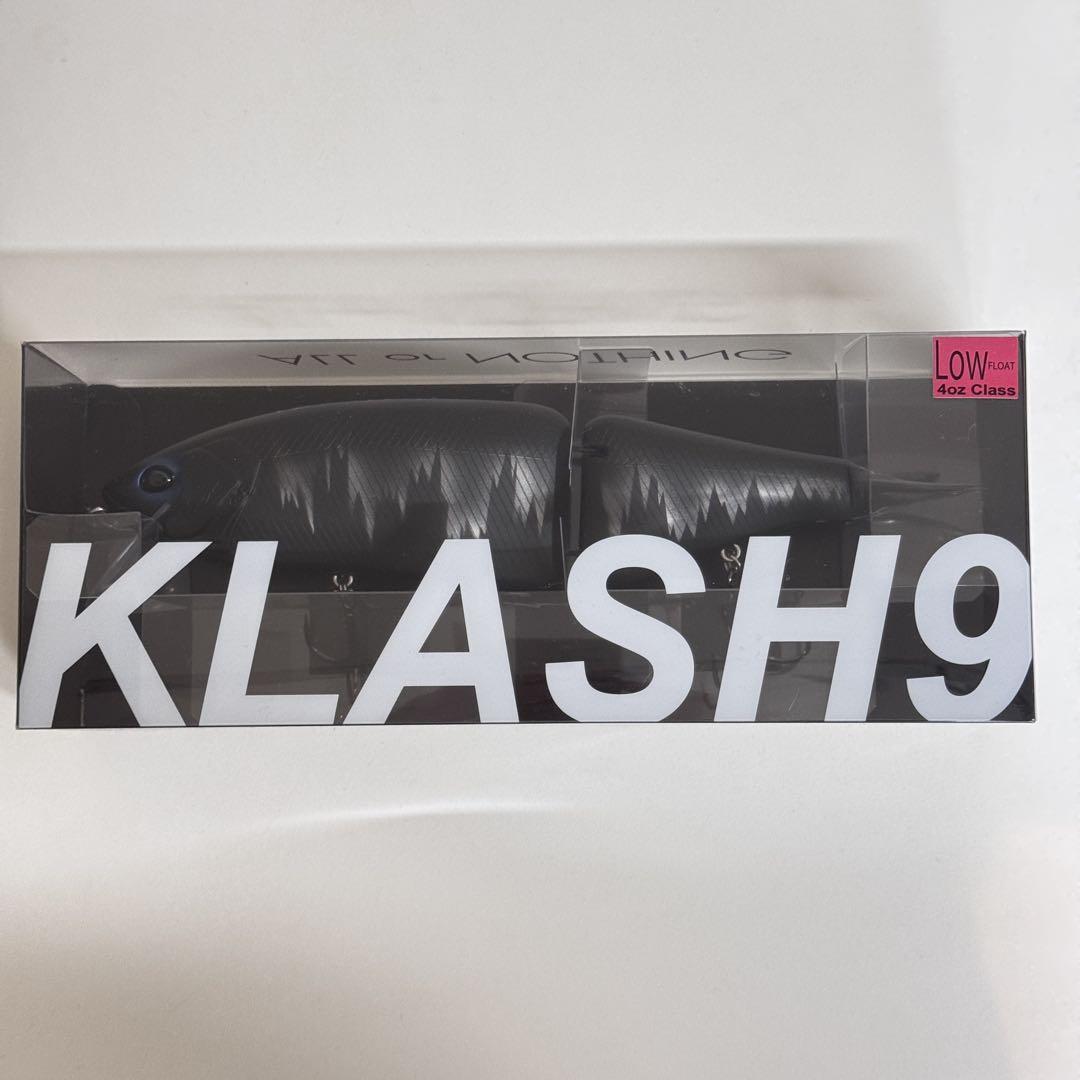 ALL OR NOTHING
LOW FLOAT
4oz Class
KLASH9